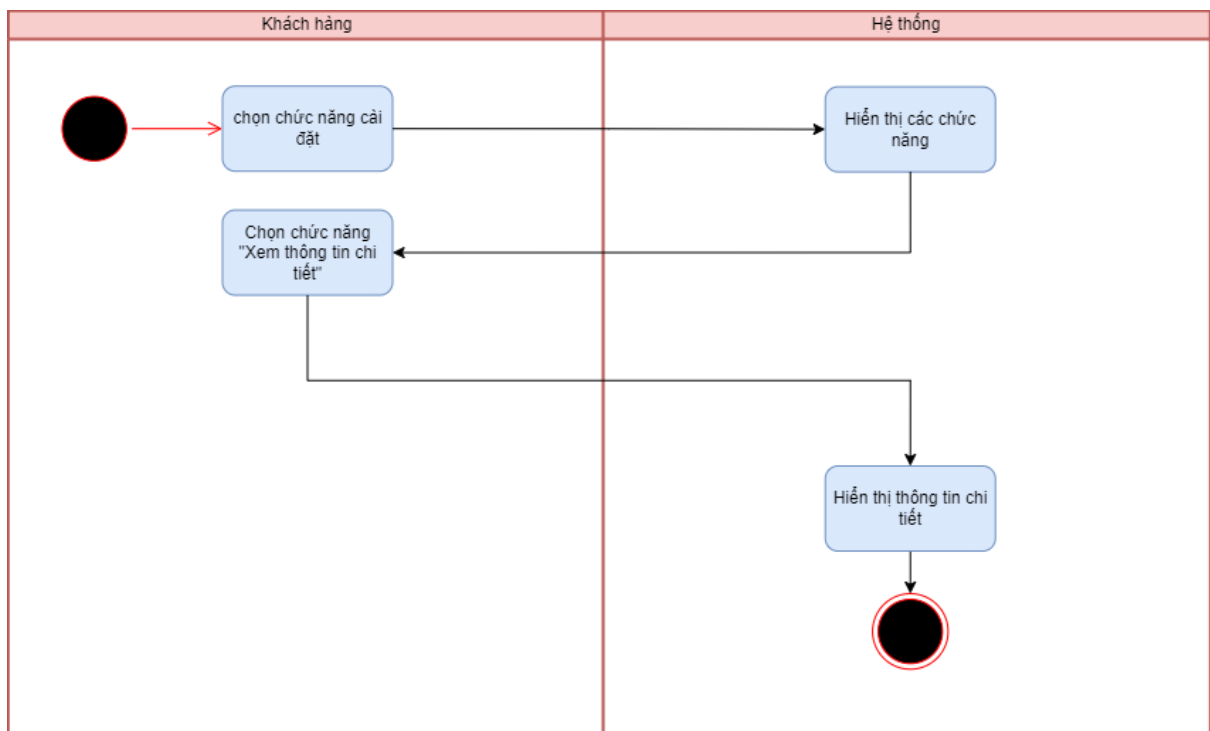 Khách hàng
Hệ thống
chọn chức năng cài
đặt
Hiển thị các chức
năng
Chọn chức năng
"Xem thông tin chi
tiết"
Hiển thị thông tin chi
tiết